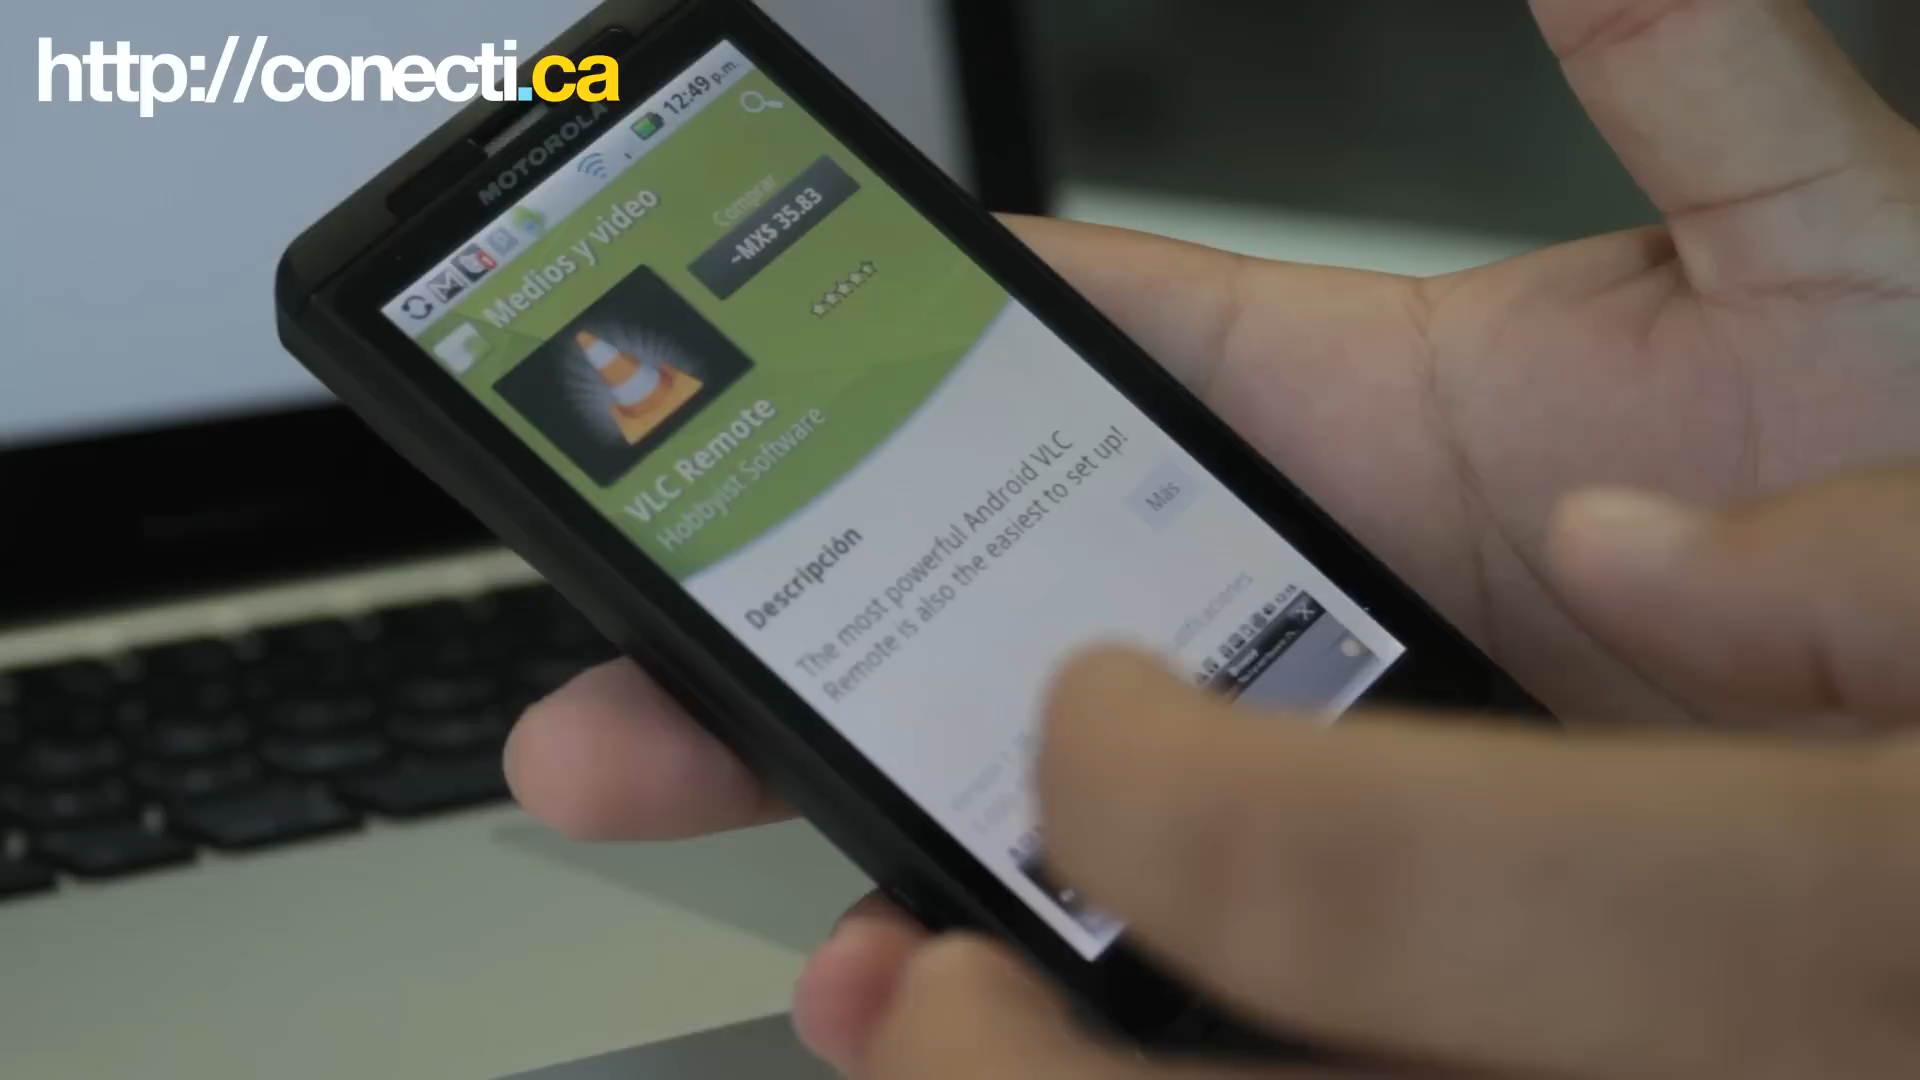 http://conecti.ca
MOTOROLA
12:49 p.m.
Medios y video
Comprar
~MX$ 35.83
VLC Remote
Hobbyist Software
Descripción
The most powerful Android VLC
Remote is also the easiest to set up!
Más